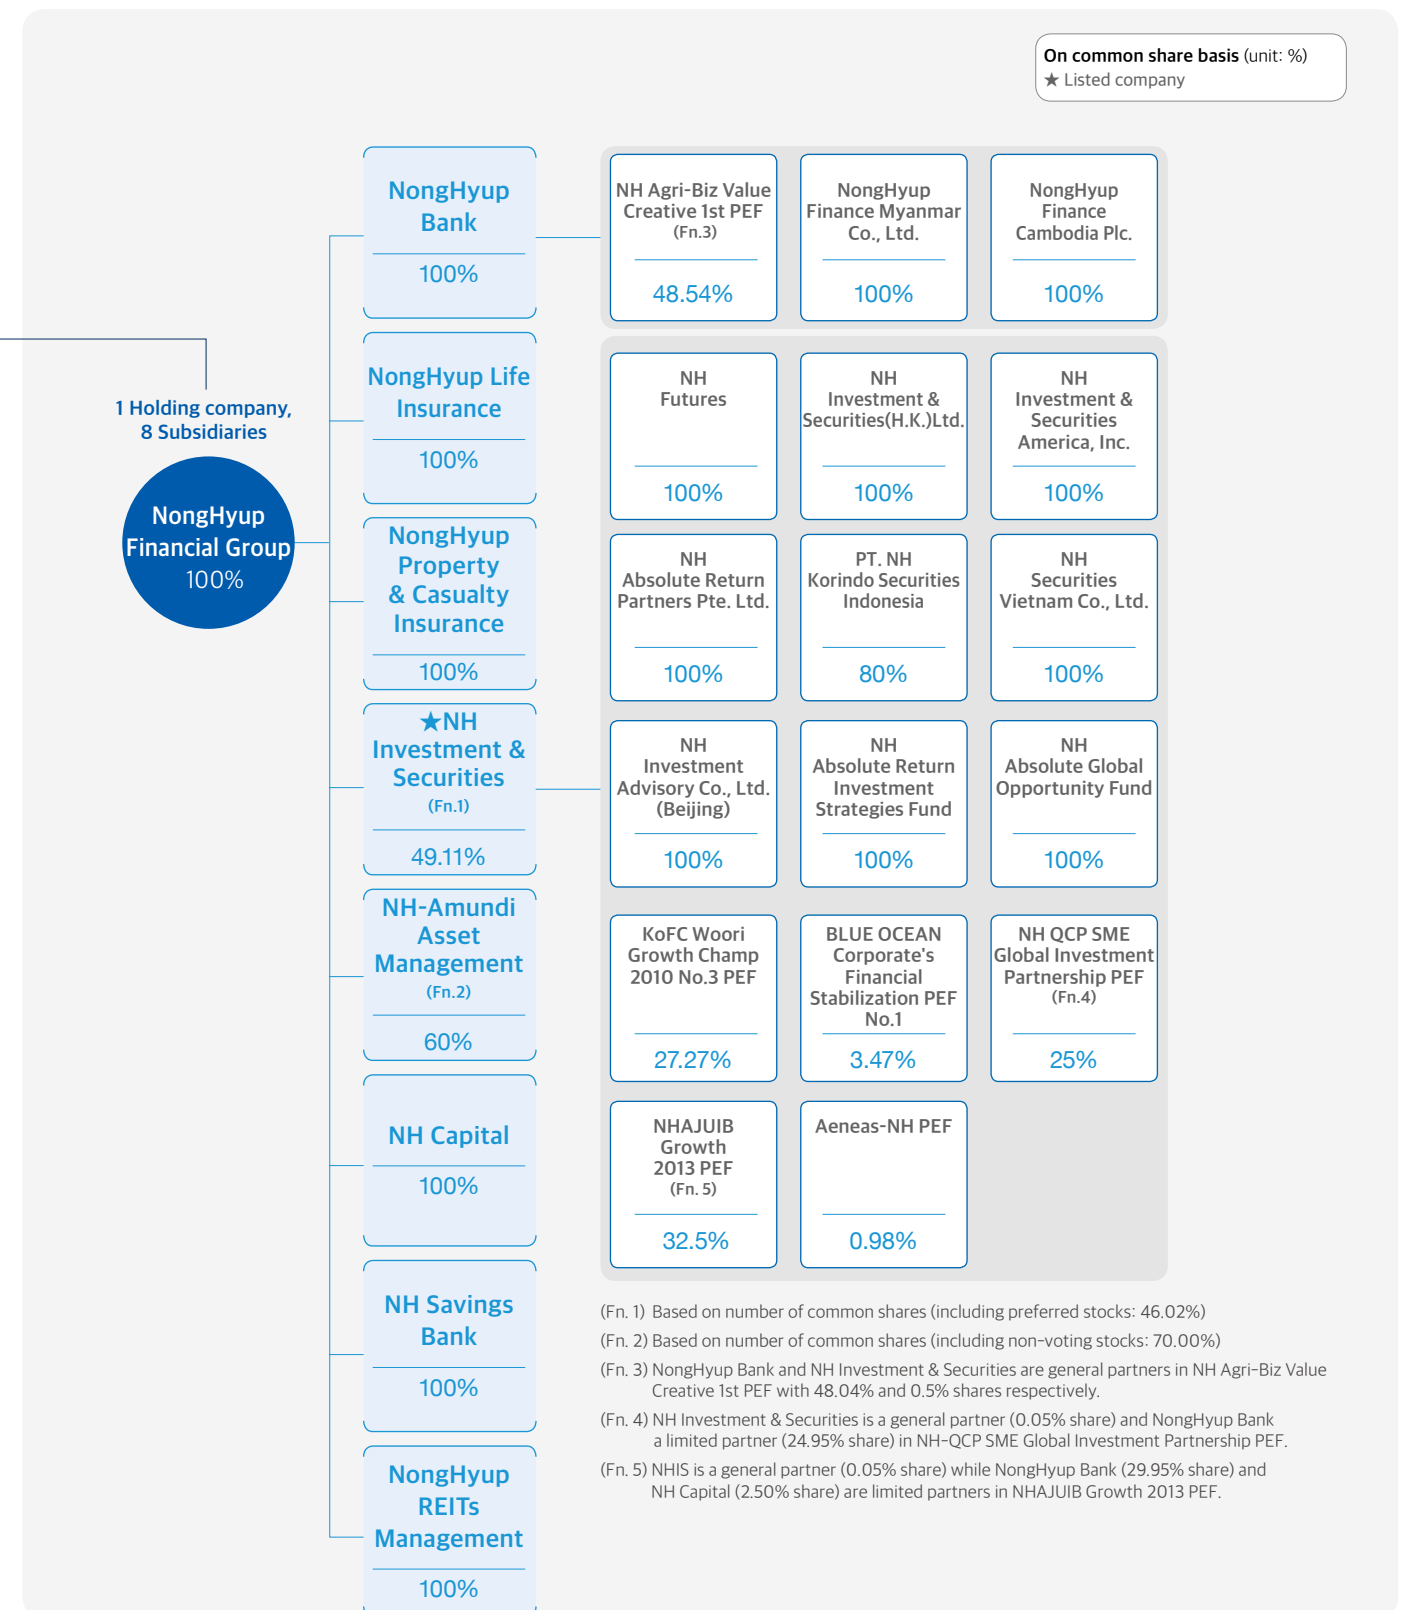 On common share basis (unit: %)
★ Listed company
1 Holding company,
8 Subsidiaries
NongHyup
Financial Group
100%
NongHyup
Bank
100%
NongHyup Life
Insurance
100%
NongHyup
Property
& Casualty
Insurance
100%
★NH
Investment &
Securities
(Fn.1)
49.11%
NH-Amundi
Asset
Management
(Fn.2)
60%
NH Capital
100%
NH Savings
Bank
100%
NongHyup
REITs
Management
100%
NH Agri-Biz Value
Creative 1st PEF
(Fn.3)
48.54%
NongHyup
Finance Myanmar
Co., Ltd.
100%
NongHyup
Finance
Cambodia Plc.
100%
NH
Futures
100%
NH
Investment &
Securities(H.K.)Ltd.
100%
NH
Investment &
Securities
America, Inc.
100%
NH
Absolute Return
Partners Pte. Ltd.
100%
PT. NH
Korindo Securities
Indonesia
80%
NH
Securities
Vietnam Co., Ltd.
100%
NH
Investment
Advisory Co., Ltd.
(Beijing)
100%
NH
Absolute Return
Investment
Strategies Fund
100%
NH
Absolute Global
Opportunity Fund
100%
KoFC Woori
Growth Champ
2010 No.3 PEF
27.27%
BLUE OCEAN
Corporate's
Financial
Stabilization PEF
No.1
3.47%
NH QCP SME
Global Investment
Partnership PEF
(Fn.4)
25%
NHAJUIB
Growth
2013 PEF
(Fn. 5)
32.5%
Aeneas-NH PEF
0.98%
(Fn. 1) Based on number of common shares (including preferred stocks: 46.02%)
(Fn. 2) Based on number of common shares (including non-voting stocks: 70.00%)
(Fn. 3) NongHyup Bank and NH Investment & Securities are general partners in NH Agri-Biz Value
Creative 1st PEF with 48.04% and 0.5% shares respectively.
(Fn. 4) NH Investment & Securities is a general partner (0.05% share) and NongHyup Bank
a limited partner (24.95% share) in NH-QCP SME Global Investment Partnership PEF.
(Fn. 5) NHIS is a general partner (0.05% share) while NongHyup Bank (29.95% share) and
NH Capital (2.50% share) are limited partners in NHAJUIB Growth 2013 PEF.